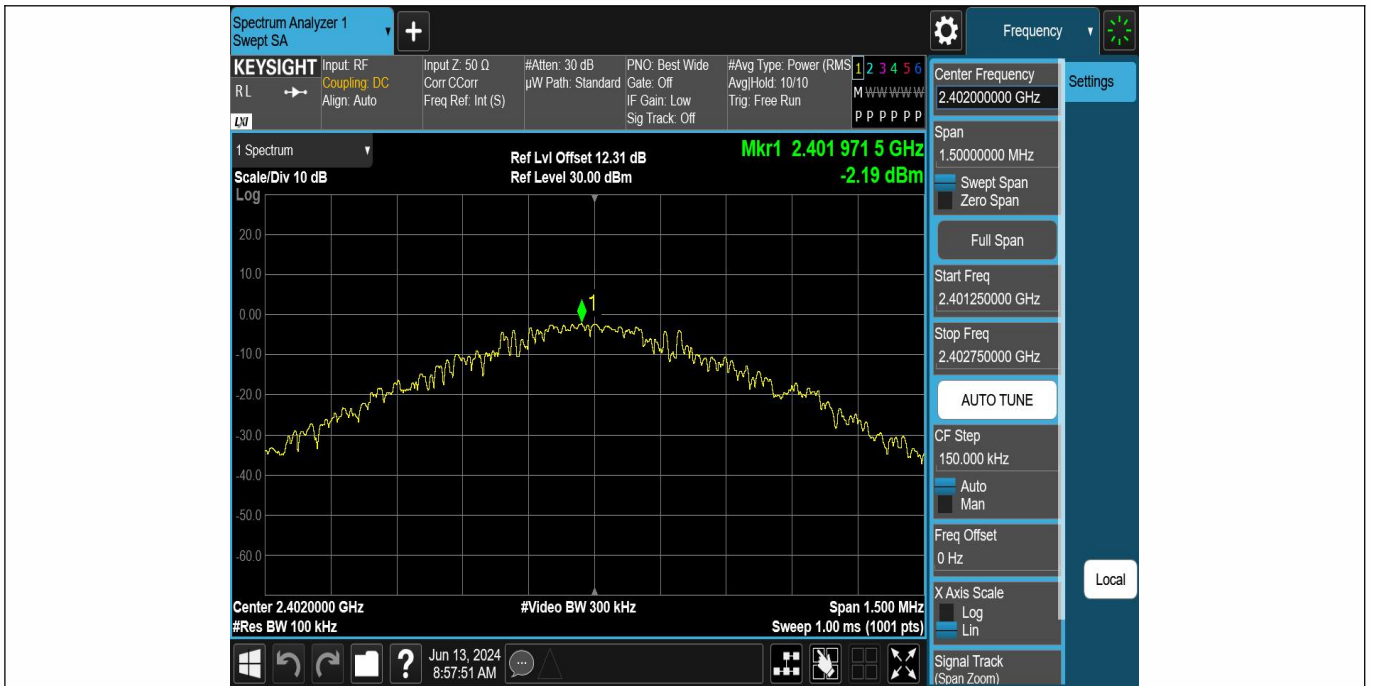 Spectrum Analyzer 1
Swept SA
+
Frequency
KEYSIGHT
RL
LXI
Input: RF
Coupling: DC
Align: Auto
Input Z: 50 Ω
Corr CCorr
Freq Ref: Int (S)
#Atten: 30 dB
µW Path: Standard
PNO: Best Wide
Gate: Off
IF Gain: Low
Sig Track: Off
#Avg Type: Power (RMS
Avg|Hold: 10/10
Trig: Free Run
1 2 3 4 5 6
M W W W W W
P P P P P P
1 Spectrum
Scale/Div 10 dB
Log
Ref Lvl Offset 12.31 dB
Ref Level 30.00 dBm
Mkr1 2.401 971 5 GHz
-2.19 dBm
20.0
10.0
0.00
-10.0
-20.0
-30.0
-40.0
-50.0
-60.0
1
Center 2.4020000 GHz
#Res BW 100 kHz
#Video BW 300 kHz
Span 1.500 MHz
Sweep 1.00 ms (1001 pts)
Center Frequency
2.402000000 GHz
Settings
Span
1.50000000 MHz
Swept Span
Zero Span
Full Span
Start Freq
2.401250000 GHz
Stop Freq
2.402750000 GHz
AUTO TUNE
CF Step
150.000 kHz
Auto
Man
Freq Offset
0 Hz
Local
X Axis Scale
Log
Lin
Signal Track
(Span Zoom)
?
Jun 13, 2024
8:57:51 AM